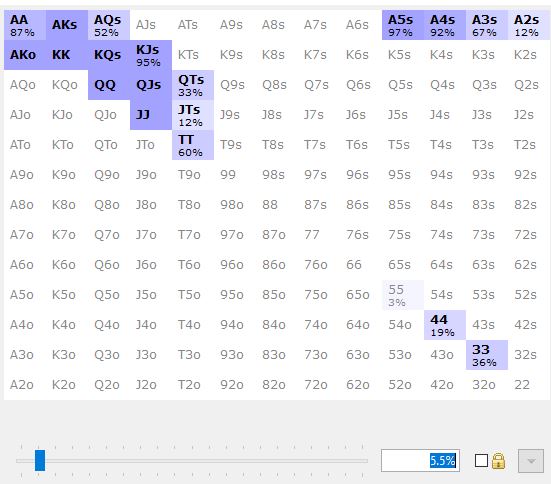 AA AKs AQs AJs ATs A9s A8s A7s A6s A5s A4s A3s A2s
87% 52% 97% 92% 67% 12%
AKo KK KQs KJs KTs K9s K8s K7s K6s K5s K4s K3s K2s
95%
AQo KQo QQ QJs QTs Q9s Q8s Q7s Q6s Q5s Q4s Q3s Q2s
33%
AJo KJo QJo JJ JTs J9s J8s J7s J6s J5s J4s J3s J2s
12%
ATo KTo QTo JTo TT T9s T8s T7s T6s T5s T4s T3s T2s
60%
A9o K9o Q9o J9o T9o 99 98s 97s 96s 95s 94s 93s 92s
A8o K8o Q8o J8o T8o 98o 88 87s 86s 85s 84s 83s 82s
A7o K7o Q7o J7o T7o 97o 87o 77 76s 75s 74s 73s 72s
A6o K6o Q6o J6o T6o 96o 86o 76o 66 65s 64s 63s 62s
A5o K5o Q5o J5o T5o 95o 85o 75o 65o 55 54s 53s 52s
3%
A4o K4o Q4o J4o T4o 94o 84o 74o 64o 54o 44 43s 42s
19%
A3o K3o Q3o J3o T3o 93o 83o 73o 63o 53o 43o 33 32s
36%
A2o K2o Q2o J2o T2o 92o 82o 72o 62o 52o 42o 32o 22
5.5%